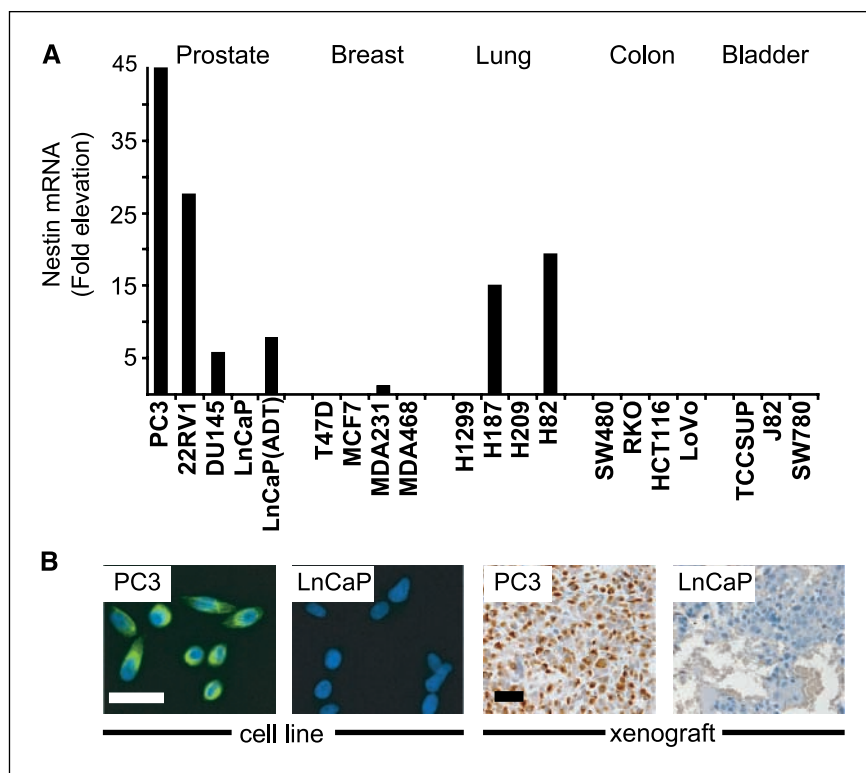 A
Prostate Breast Lung Colon Bladder
Nestin mRNA
(Fold elevation)
45
35
25
15
5
PC3
22RV1
DU145
LnCaP
LnCaP(ADT)
T47D
MCF7
MDA231
MDA468
H1299
H187
H209
H82
SW480
RKO
HCT116
LoVo
TCCSUP
J82
SW780
B
PC3 LnCaP PC3 LnCaP
cell line xenograft